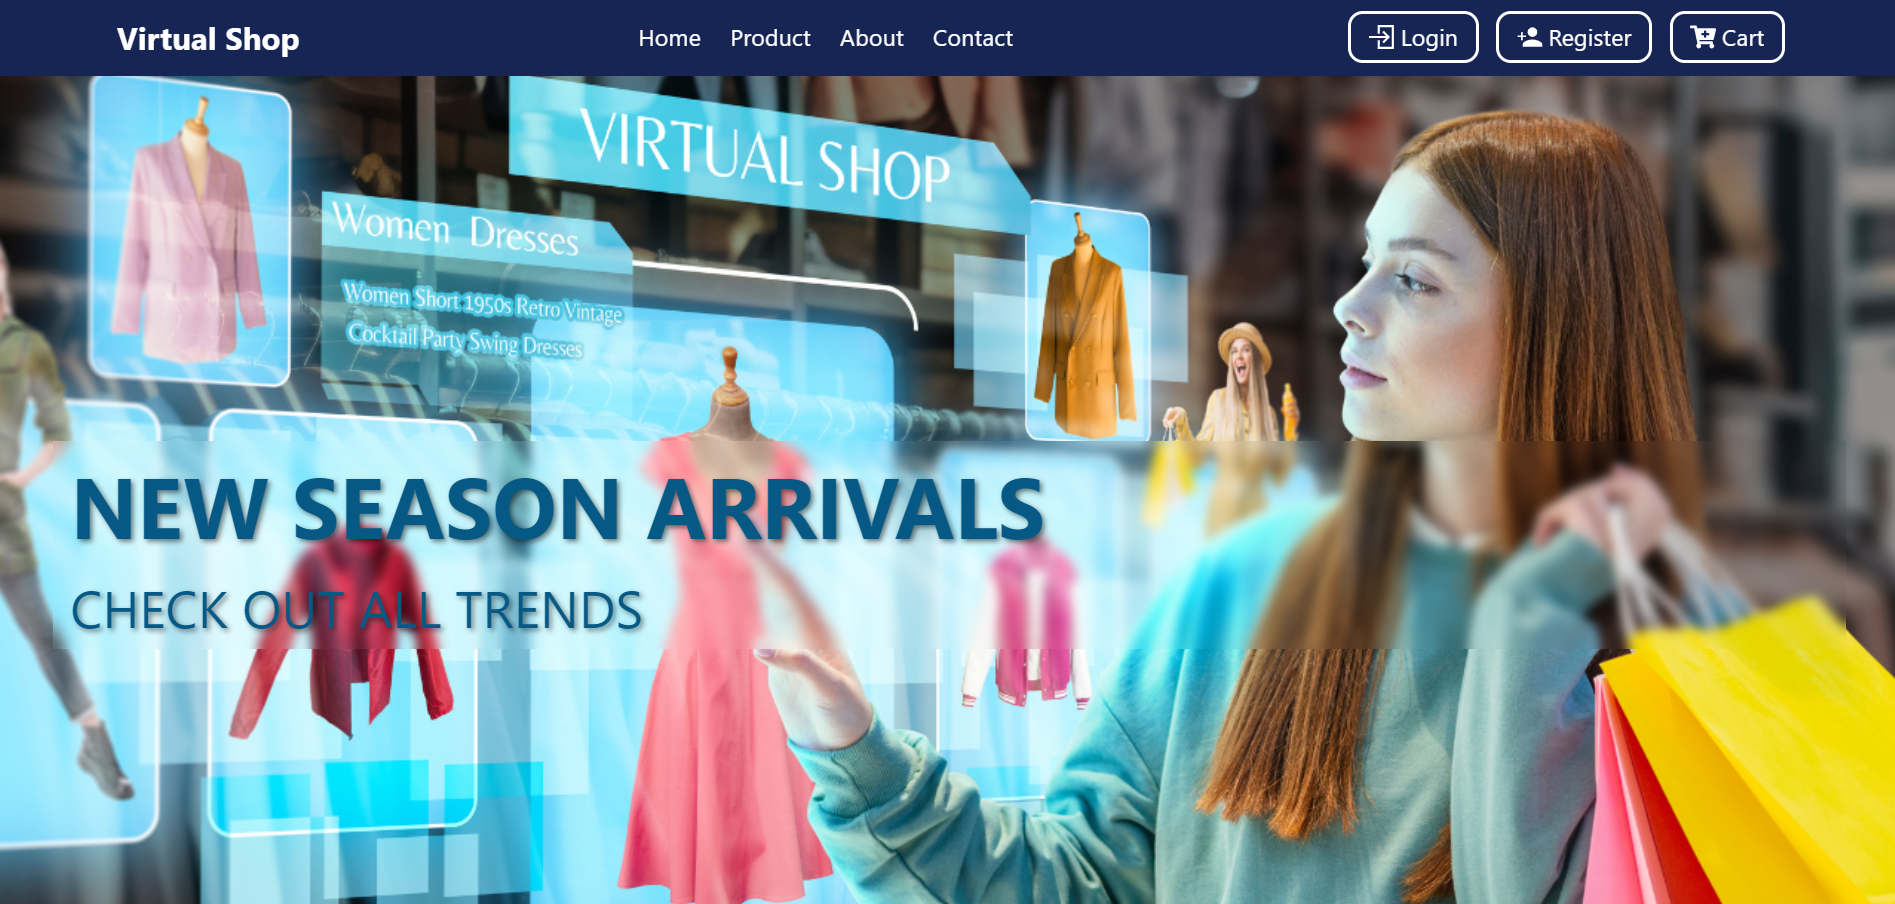 Virtual Shop
Home Product About Contact
Login Register Cart
VIRTUAL SHOP
Women Dresses
Women Short 1950s Retro Vintage
Cocktail Party Swing Dresses
NEW SEASON ARRIVALS
CHECK OUT ALL TRENDS